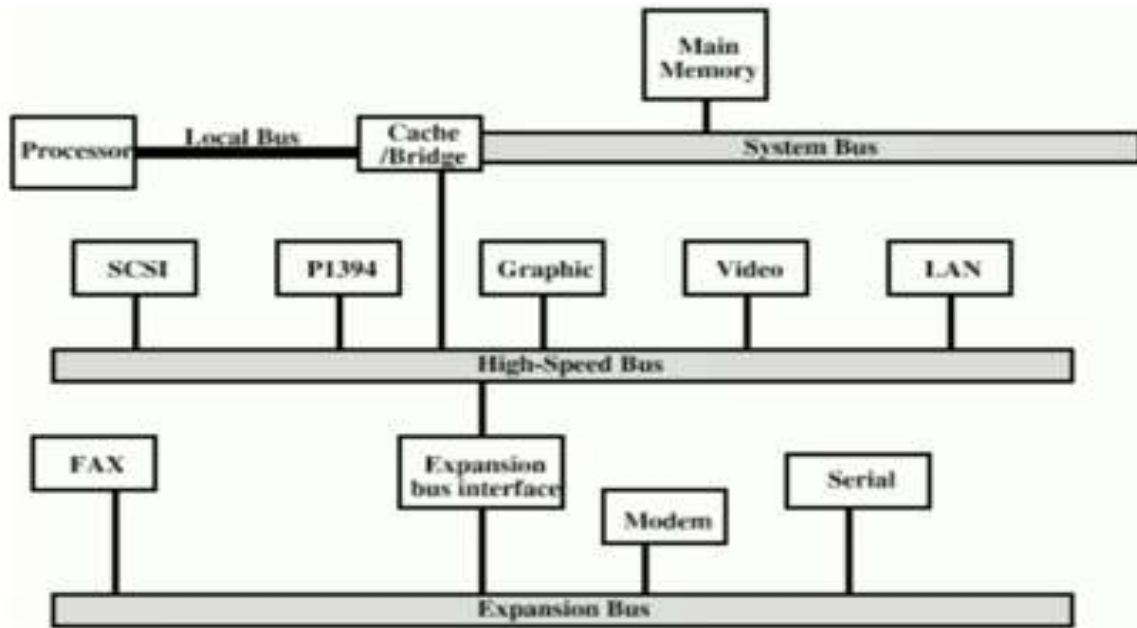 Main
Memory
Processor
Local Bus
Cache
/Bridge
System Bus
SCSI
P1394
Graphic
Video
LAN
High-Speed Bus
FAX
Expansion
bus interface
Modem
Serial
Expansion Bus